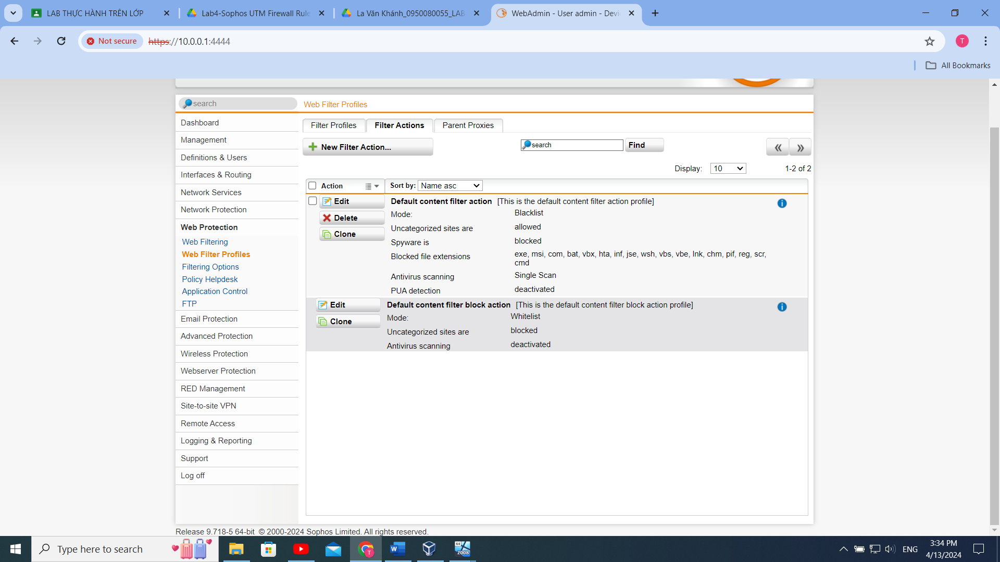 LAB THỰC HÀNH TRÊN LỚP
Lab4-Sophos UTM Firewall Rule
La Văn Khánh_0950080055_LAB
WebAdmin - User admin - Devi
Not secure
https://10.0.0.1:4444
T
All Bookmarks
search
Web Filter Profiles
Dashboard
Management
Definitions & Users
Interfaces & Routing
Network Services
Network Protection
Web Protection
Web Filtering
Web Filter Profiles
Filtering Options
Policy Helpdesk
Application Control
FTP
Email Protection
Advanced Protection
Wireless Protection
Webserver Protection
RED Management
Site-to-site VPN
Remote Access
Logging & Reporting
Support
Log off
Filter Profiles
Filter Actions
Parent Proxies
New Filter Action...
search
Find
Display: 10
1-2 of 2
Action
Sort by: Name asc
Edit
Delete
Clone
Default content filter action [This is the default content filter action profile]
Mode: Blacklist
Uncategorized sites are allowed
Spyware is blocked
Blocked file extensions exe, msi, com, bat, vbx, hta, inf, jse, wsh, vbs, vbe, lnk, chm, pif, reg, scr,
cmd
Antivirus scanning Single Scan
PUA detection deactivated
Edit
Clone
Default content filter block action [This is the default content filter block action profile]
Mode: Whitelist
Uncategorized sites are blocked
Antivirus scanning deactivated
Release 9.718-5 64-bit © 2000-2024 Sophos Limited. All rights reserved.
Type here to search
T
W
64
2008
ENG
3:34 PM
4/13/2024